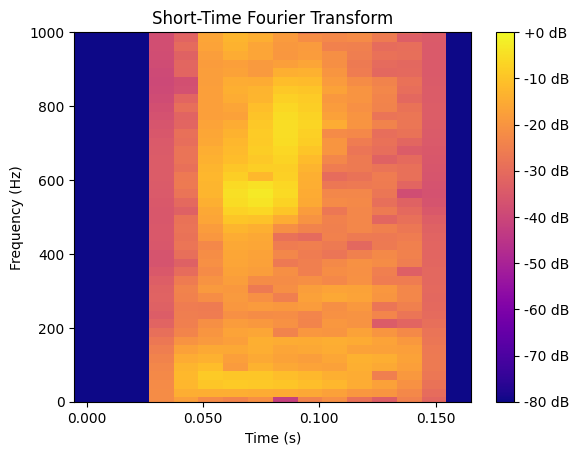 Short-Time Fourier Transform
1000
800
600
400
200
0
Frequency (Hz)
0.000
0.050
0.100
0.150
Time (s)
+0 dB
-10 dB
-20 dB
-30 dB
-40 dB
-50 dB
-60 dB
-70 dB
-80 dB